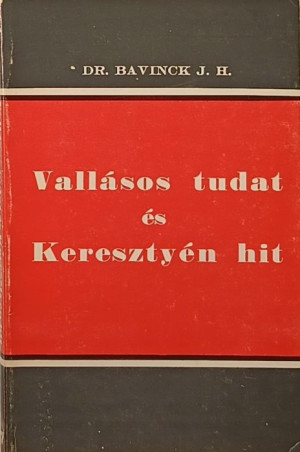 DR. BAVINCK J. H.
Vallásos tudat
és
Keresztyén hit